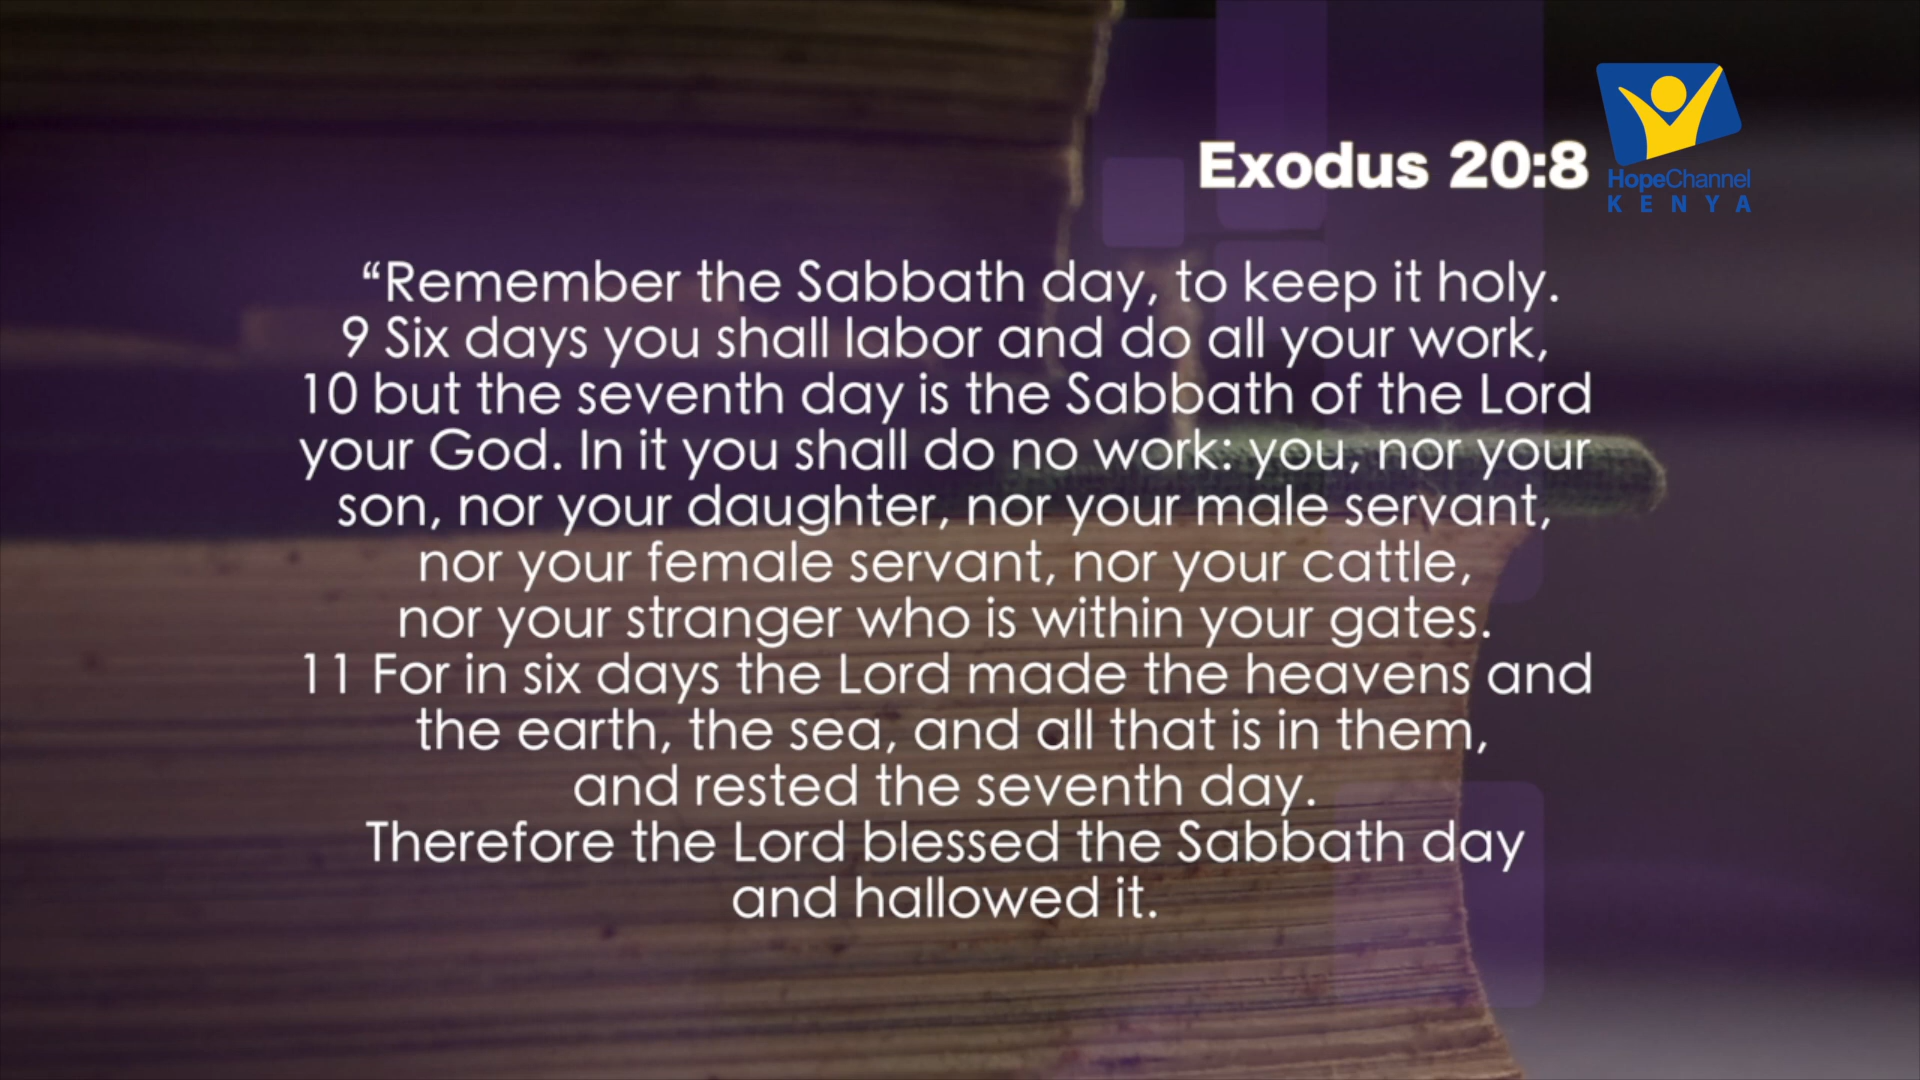 Exodus 20:8
HopeChannel
KENYA
“Remember the Sabbath day, to keep it holy.
9 Six days you shall labor and do all your work,
10 but the seventh day is the Sabbath of the Lord
your God. In it you shall do no work: you, nor your
son, nor your daughter, nor your male servant,
nor your female servant, nor your cattle,
nor your stranger who is within your gates.
11 For in six days the Lord made the heavens and
the earth, the sea, and all that is in them,
and rested the seventh day.
Therefore the Lord blessed the Sabbath day
and hallowed it.